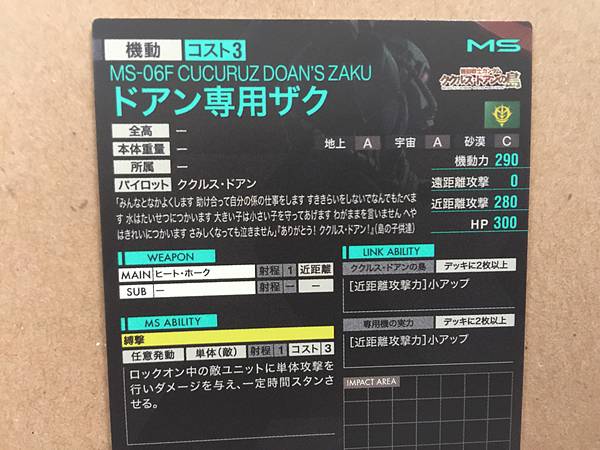 機動 コスト3
MS
MS-06F CUCURUZ DOAN'S ZAKU
ドアン専用ザク
ククルス・ドアンの島
全高 ー
本体重量 ー
所属 ー
パイロット ククルス・ドアン
地上 A 宇宙 A 砂漠 C
機動力 290
遠距離攻撃 0
近距離攻撃 280
HP 300
「みんなとなかよくします 助け合って自分の係の仕事をします すききらいをしないでなんでもたべま
す 水はたいせつにつかいます 大きい子は小さい子を守ってあげます わがままを言いません へや
はきれいにつかいます さみしくなっても泣きません」『ありがとう! ククルス・ドアン!』(島の子供達)
WEAPON
MAIN ヒート・ホーク 射程 1 近距離
SUB ー 射程 ー ー
MS ABILITY
縛撃
任意発動 単体(敵) 射程 1 コスト 3
ロックオン中の敵ユニットに単体攻撃を
行いダメージを与え、一定時間スタンさ
せる。
LINK ABILITY
ククルス・ドアンの島 デッキに2枚以上
[近距離攻撃力]小アップ
専用機の実力 デッキに2枚以上
[近距離攻撃力]小アップ
IMPACT AREA